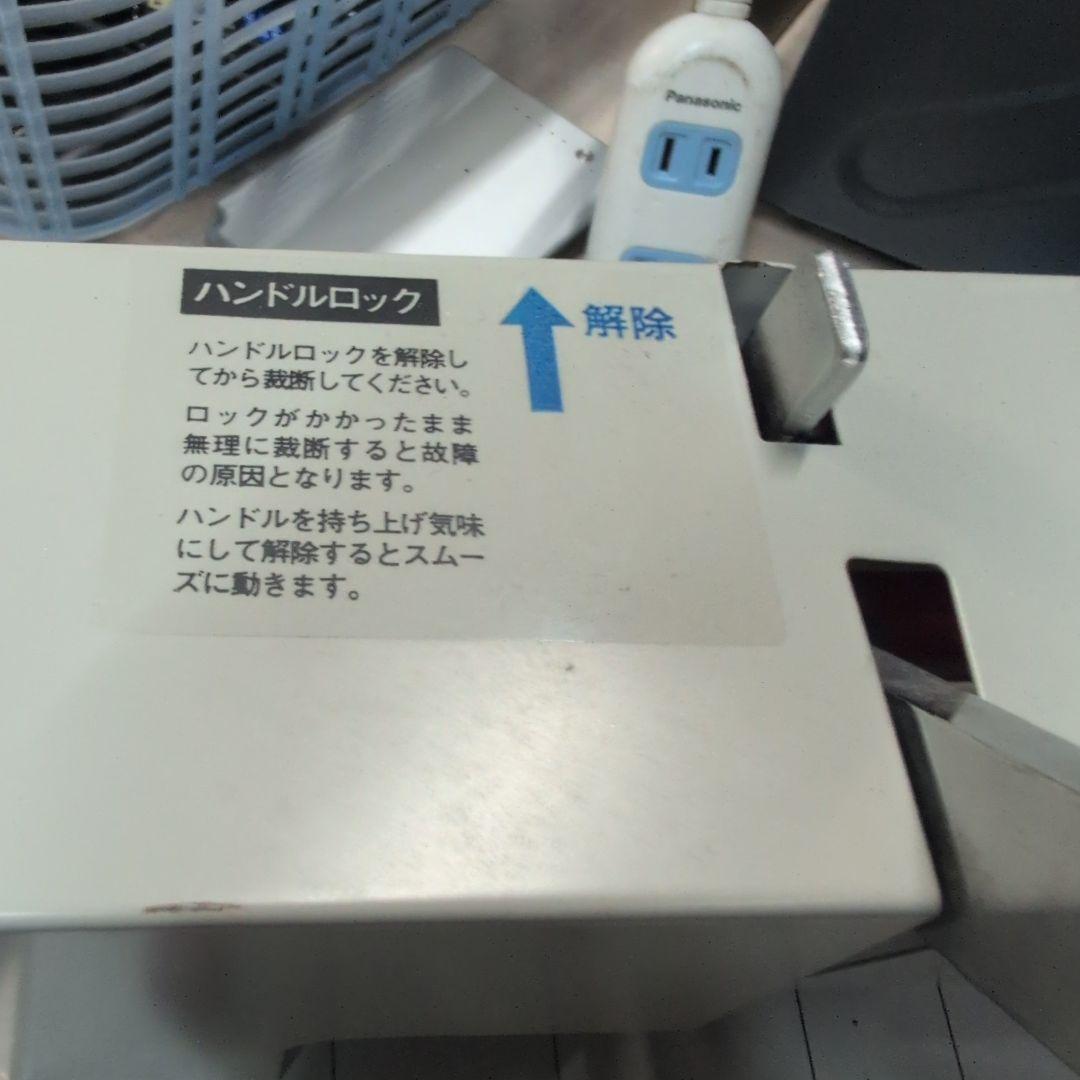 Panasonic
ハンドルロック
解除
ハンドルロックを解除し
てから裁断してください。
ロックがかかったまま
無理に裁断すると故障
の原因となります。
ハンドルを持ち上げ気味
にして解除するとスムー
ズに動きます。